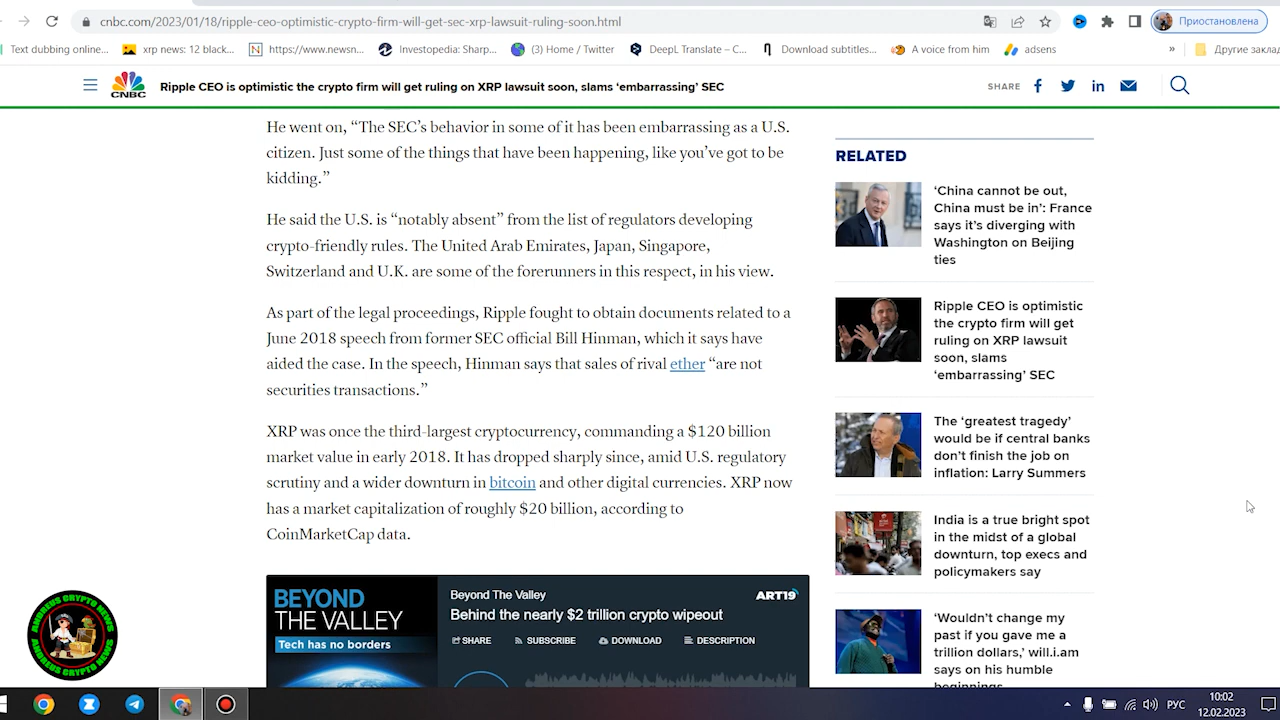 cnbc.com/2023/01/18/ripple-ceo-optimistic-crypto-firm-will-get-sec-xrp-lawsuit-ruling-soon.html
Приостановлена
Text dubbing online...
xrp news: 12 black...
https://www.newsn...
Investopedia: Sharp...
(3) Home / Twitter
DeepL Translate – C...
Download subtitles...
A voice from him
adsens
»
Другие заклад
CNBC
Ripple CEO is optimistic the crypto firm will get ruling on XRP lawsuit soon, slams ‘embarrassing’ SEC
SHARE
He went on, “The SEC’s behavior in some of it has been embarrassing as a U.S.
citizen. Just some of the things that have been happening, like you’ve got to be
kidding.”
He said the U.S. is “notably absent” from the list of regulators developing
crypto-friendly rules. The United Arab Emirates, Japan, Singapore,
Switzerland and U.K. are some of the forerunners in this respect, in his view.
As part of the legal proceedings, Ripple fought to obtain documents related to a
June 2018 speech from former SEC official Bill Hinman, which it says have
aided the case. In the speech, Hinman says that sales of rival ether “are not
securities transactions.”
XRP was once the third-largest cryptocurrency, commanding a $120 billion
market value in early 2018. It has dropped sharply since, amid U.S. regulatory
scrutiny and a wider downturn in bitcoin and other digital currencies. XRP now
has a market capitalization of roughly $20 billion, according to
CoinMarketCap data.
BEYOND
THE VALLEY
Tech has no borders
Beyond The Valley
Behind the nearly $2 trillion crypto wipeout
ART19
SHARE
SUBSCRIBE
DOWNLOAD
DESCRIPTION
RELATED
‘China cannot be out,
China must be in’: France
says it’s diverging with
Washington on Beijing
ties
Ripple CEO is optimistic
the crypto firm will get
ruling on XRP lawsuit
soon, slams
‘embarrassing’ SEC
The ‘greatest tragedy’
would be if central banks
don’t finish the job on
inflation: Larry Summers
India is a true bright spot
in the midst of a global
downturn, top execs and
policymakers say
‘Wouldn’t change my
past if you gave me a
trillion dollars,’ will.i.am
says on his humble
beginnings
ANDREUS CRYPTO NEWS
ANDREUS CRYPTO NEWS
РУС
10:02
12.02.2023